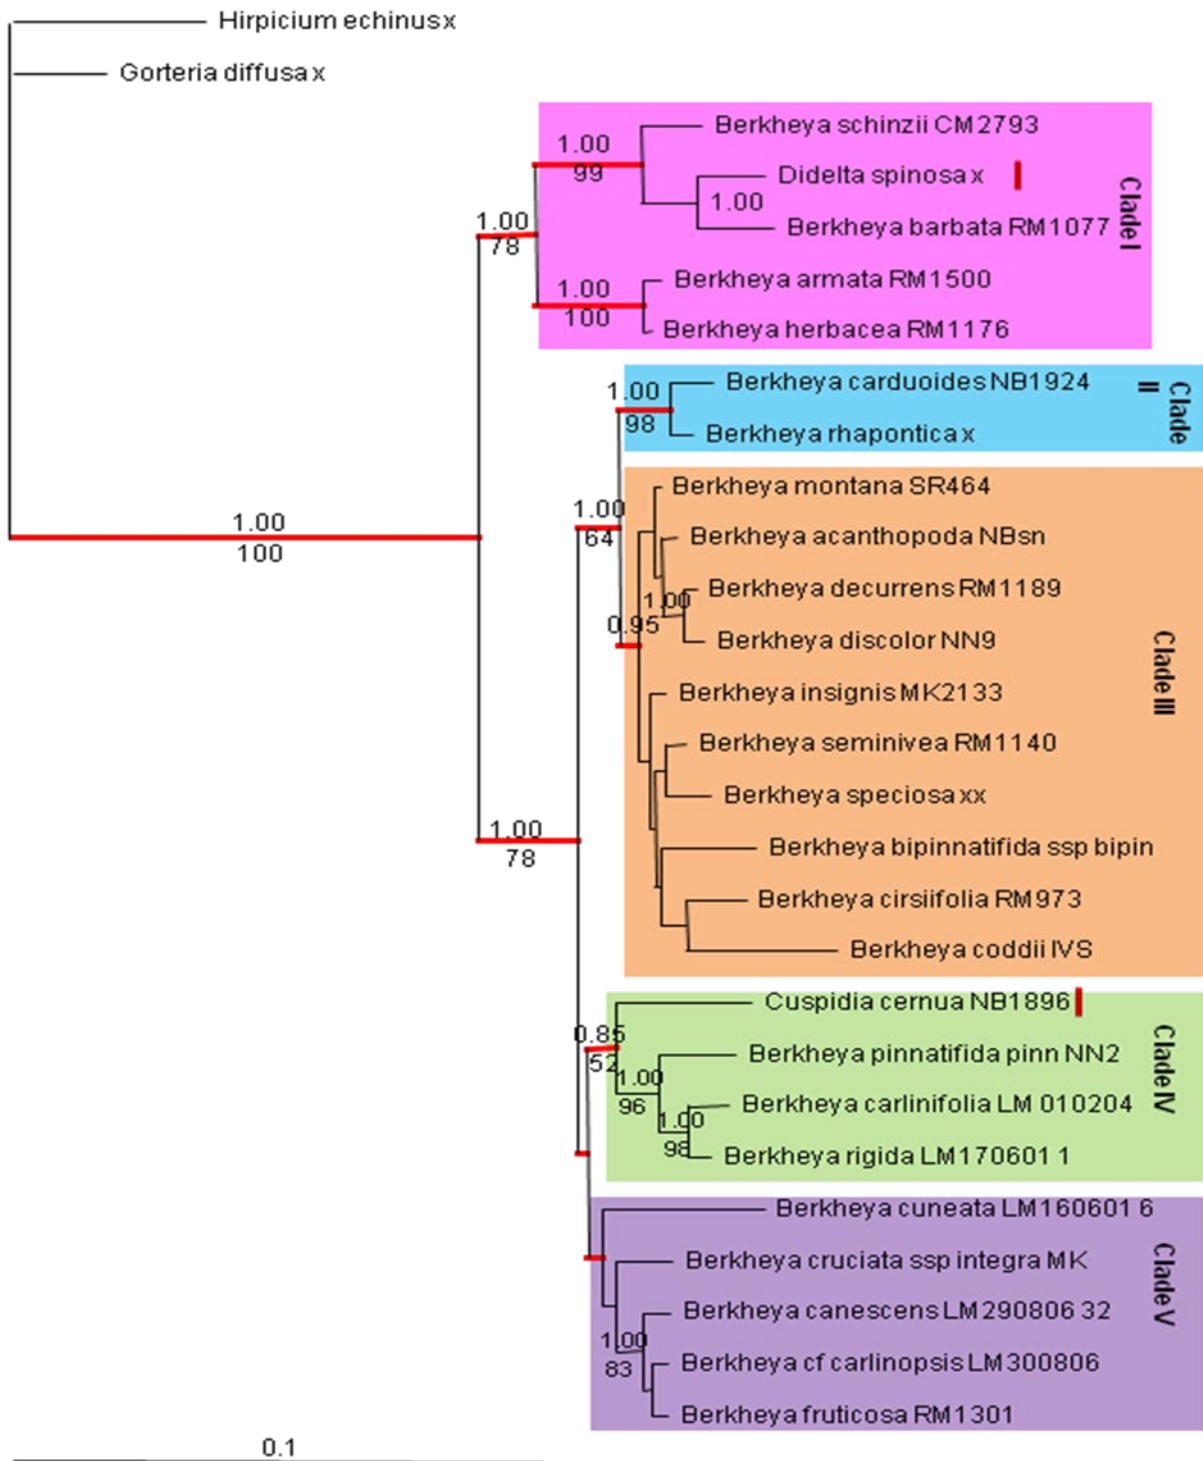 Hirpicium echinus x
Gorteria diffusa x
Berkheya schinzii CM2793
1.00
99
Didelta spinosa x
1.00
Berkheya barbata RM1077
Clade I
1.00
78
Berkheya armata RM1500
1.00
100
Berkheya herbacea RM1176
Berkheya carduoides NB1924
1.00
98
Clade
II
Berkheya rhapontica x
Berkheya montana SR464
1.00
64
1.00
100
Berkheya acanthopoda NBsn
Berkheya decurrens RM1189
1.00
0.95
Berkheya discolor NN9
Clade III
Berkheya insignis MK2133
Berkheya seminivea RM1140
Berkheya speciosa xx
1.00
78
Berkheya bipinnatifida ssp bipin
Berkheya cirsiifolia RM973
Berkheya coddii IVS
Cuspidia cernua NB1896
0.85
52
Berkheya pinnatifida pinn NN2
Clade IV
1.00
96
Berkheya carlinifolia LM 010204
1.00
98
Berkheya rigida LM170601 1
Berkheya cuneata LM160601 6
Berkheya cruciata ssp integra MK
Clade V
Berkheya canescens LM290806 32
1.00
83
Berkheya cf carlinopsis LM300806
Berkheya fruticosa RM1301
0.1